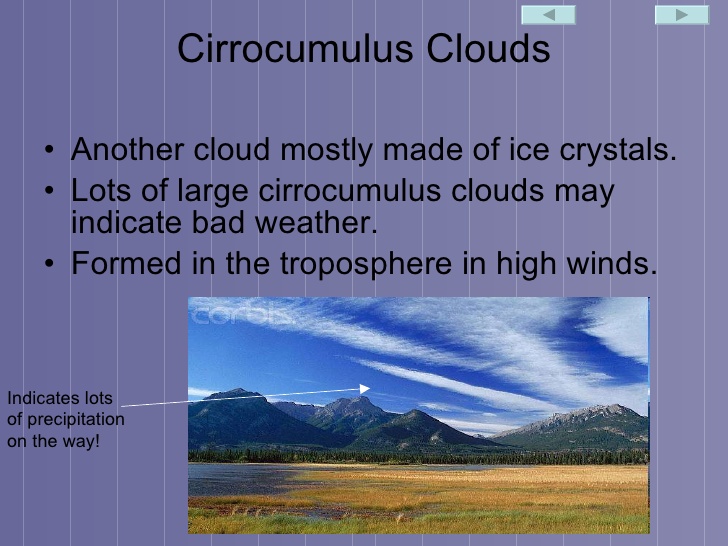 Cirrocumulus Clouds
• Another cloud mostly made of ice crystals.
• Lots of large cirrocumulus clouds may
indicate bad weather.
• Formed in the troposphere in high winds.
corbis.
Indicates lots
of precipitation
on the way!